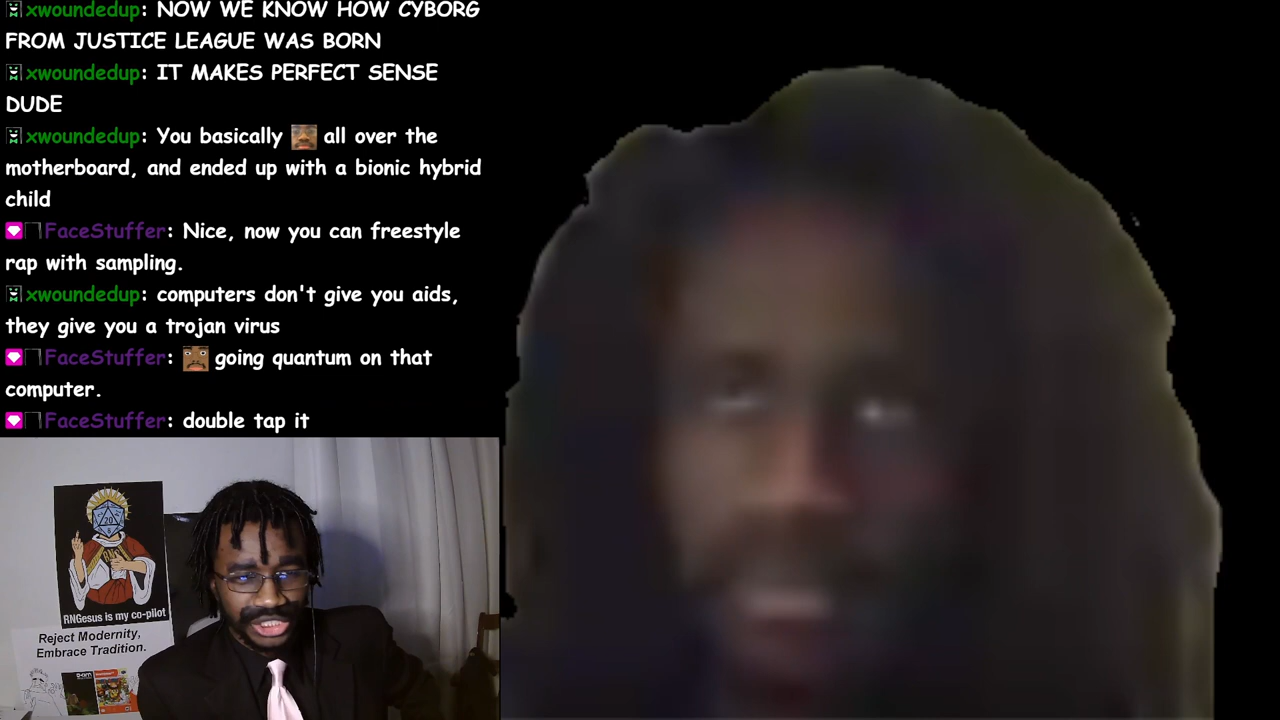 xwoundedup: NOW WE KNOW HOW CYBORG
FROM JUSTICE LEAGUE WAS BORN
xwoundedup: IT MAKES PERFECT SENSE
DUDE
xwoundedup: You basically all over the
motherboard, and ended up with a bionic hybrid
child
FaceStuffer: Nice, now you can freestyle
rap with sampling.
xwoundedup: computers don't give you aids,
they give you a trojan virus
FaceStuffer: going quantum on that
computer.
FaceStuffer: double tap it
20
RNGesus is my co-pilot
Reject Modernity,
Embrace Tradition.